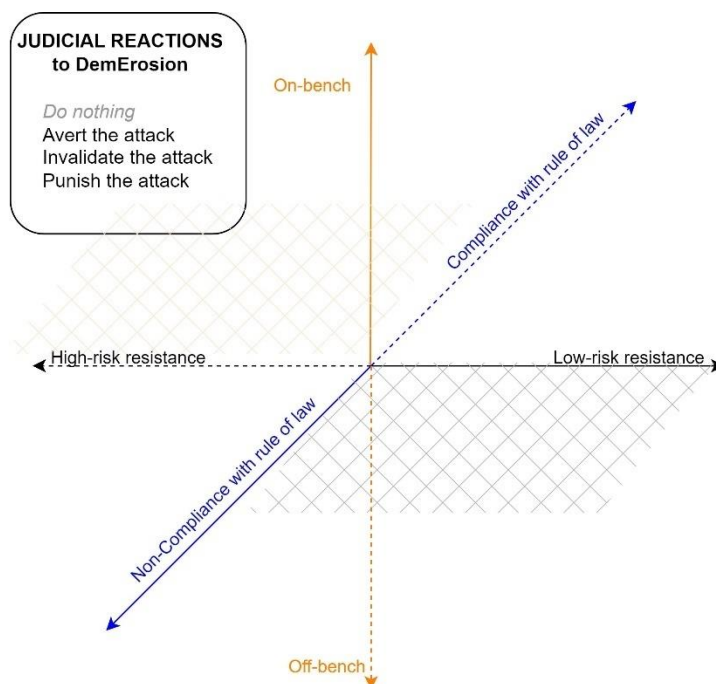 JUDICIAL REACTIONS
to DemErosion
Do nothing
Avert the attack
Invalidate the attack
Punish the attack
On-bench
Compliance with rule of law
High-risk resistance
Low-risk resistance
Non-Compliance with rule of law
Off-bench